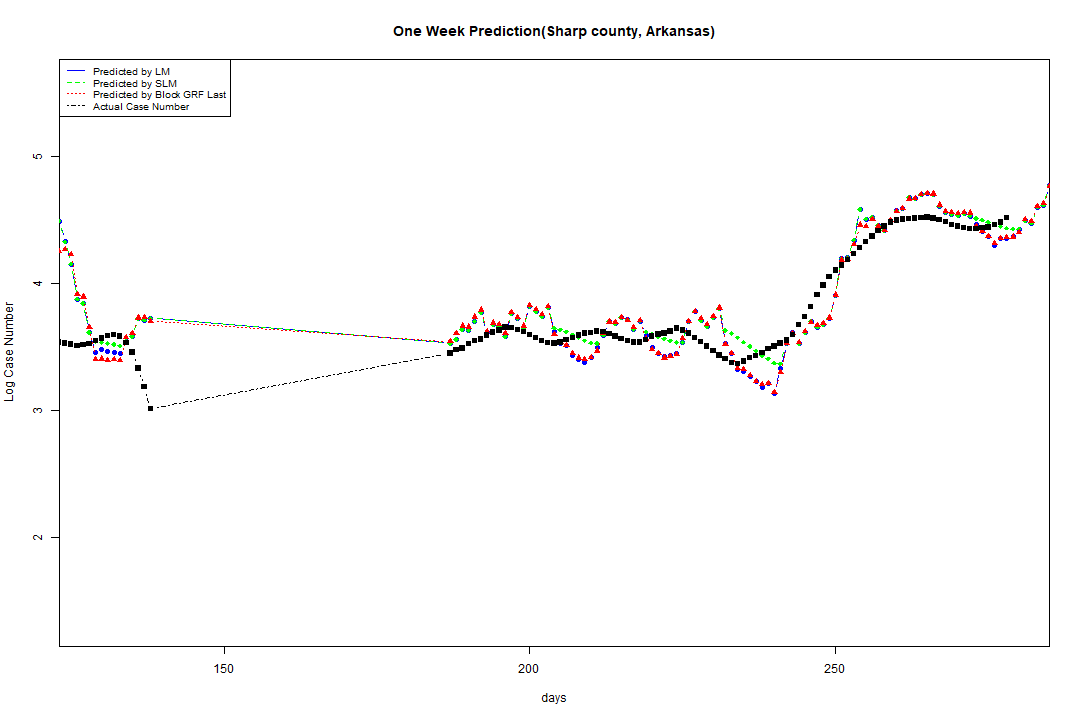 One Week Prediction(Sharp county, Arkansas)
Predicted by LM
Predicted by SLM
Predicted by Block GRF Last
Actual Case Number
Log Case Number
5
4
3
2
150 200 250
days